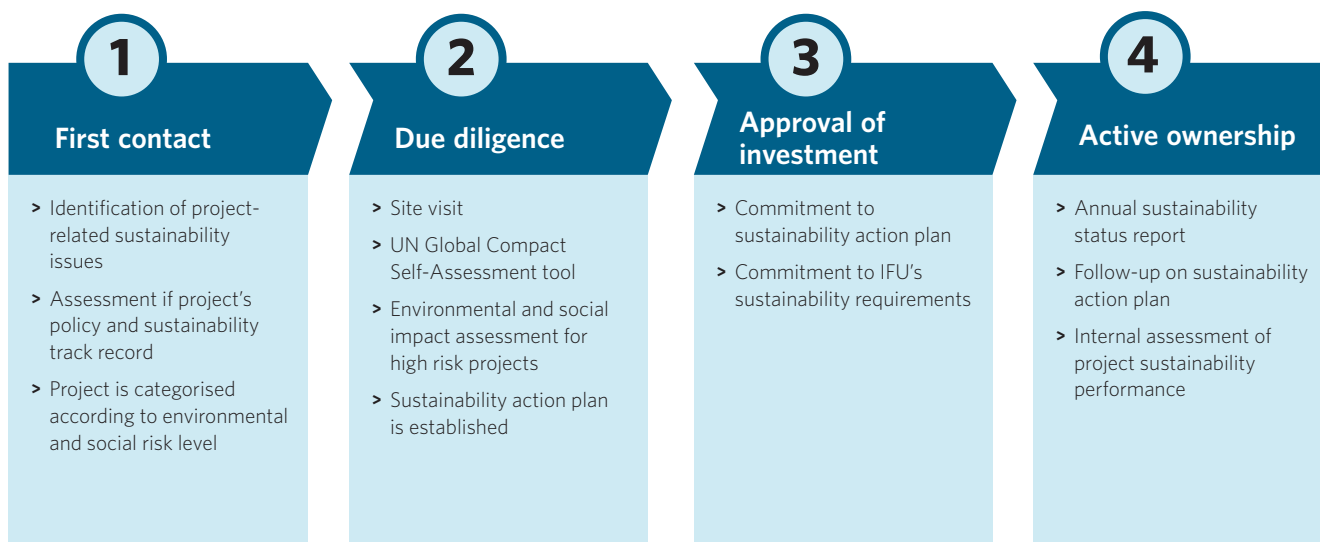 1
First contact
> Identification of project-
related sustainability
issues
> Assessment if project's
policy and sustainability
track record
> Project is categorised
according to environmental
and social risk level
2
Due diligence
> Site visit
> UN Global Compact
Self-Assessment tool
> Environmental and social
impact assessment for
high risk projects
> Sustainability action plan
is established
3
Approval of
investment
> Commitment to
sustainability action plan
> Commitment to IFU's
sustainability requirements
4
Active ownership
> Annual sustainability
status report
> Follow-up on sustainability
action plan
> Internal assessment of
project sustainability
performance